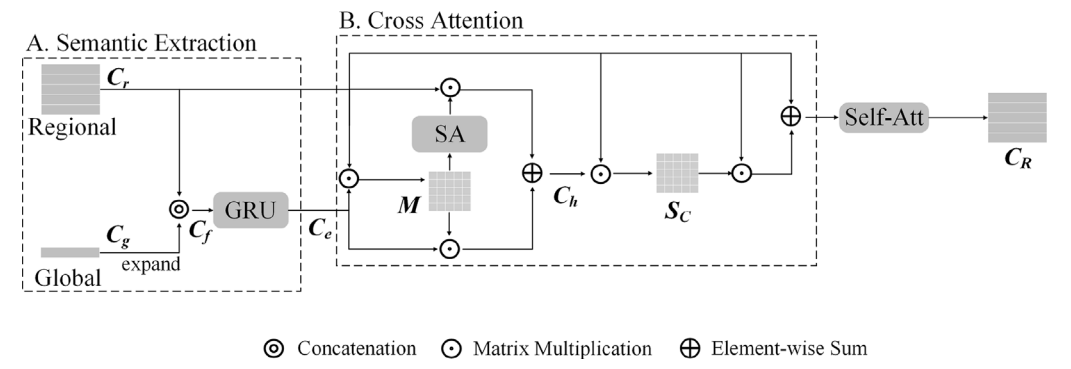 B. Cross Attention
A. Semantic Extraction
C_r
Regional
SA
Self-Att
C_R
M
C_h
S_C
GRU
C_f
C_e
C_g
expand
Global
Concatenation
Matrix Multiplication
Element-wise Sum